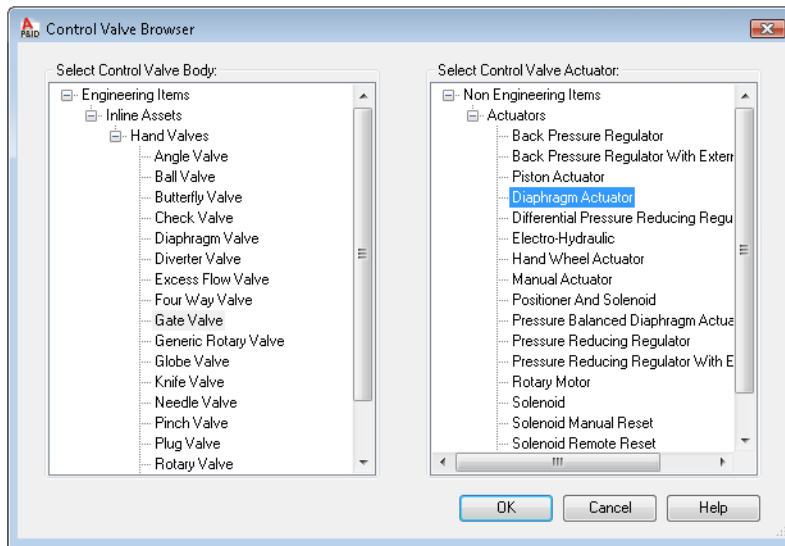 P&ID Control Valve Browser
Select Control Valve Body:
Engineering Items
Inline Assets
Hand Valves
Angle Valve
Ball Valve
Butterfly Valve
Check Valve
Diaphragm Valve
Diverter Valve
Excess Flow Valve
Four Way Valve
Gate Valve
Generic Rotary Valve
Globe Valve
Knife Valve
Needle Valve
Pinch Valve
Plug Valve
Rotary Valve
Select Control Valve Actuator:
Non Engineering Items
Actuators
Back Pressure Regulator
Back Pressure Regulator With Extern
Piston Actuator
Diaphragm Actuator
Differential Pressure Reducing Regu
Electro-Hydraulic
Hand Wheel Actuator
Manual Actuator
Positioner And Solenoid
Pressure Balanced Diaphragm Actua
Pressure Reducing Regulator
Pressure Reducing Regulator With E
Rotary Motor
Solenoid
Solenoid Manual Reset
Solenoid Remote Reset
OK Cancel Help